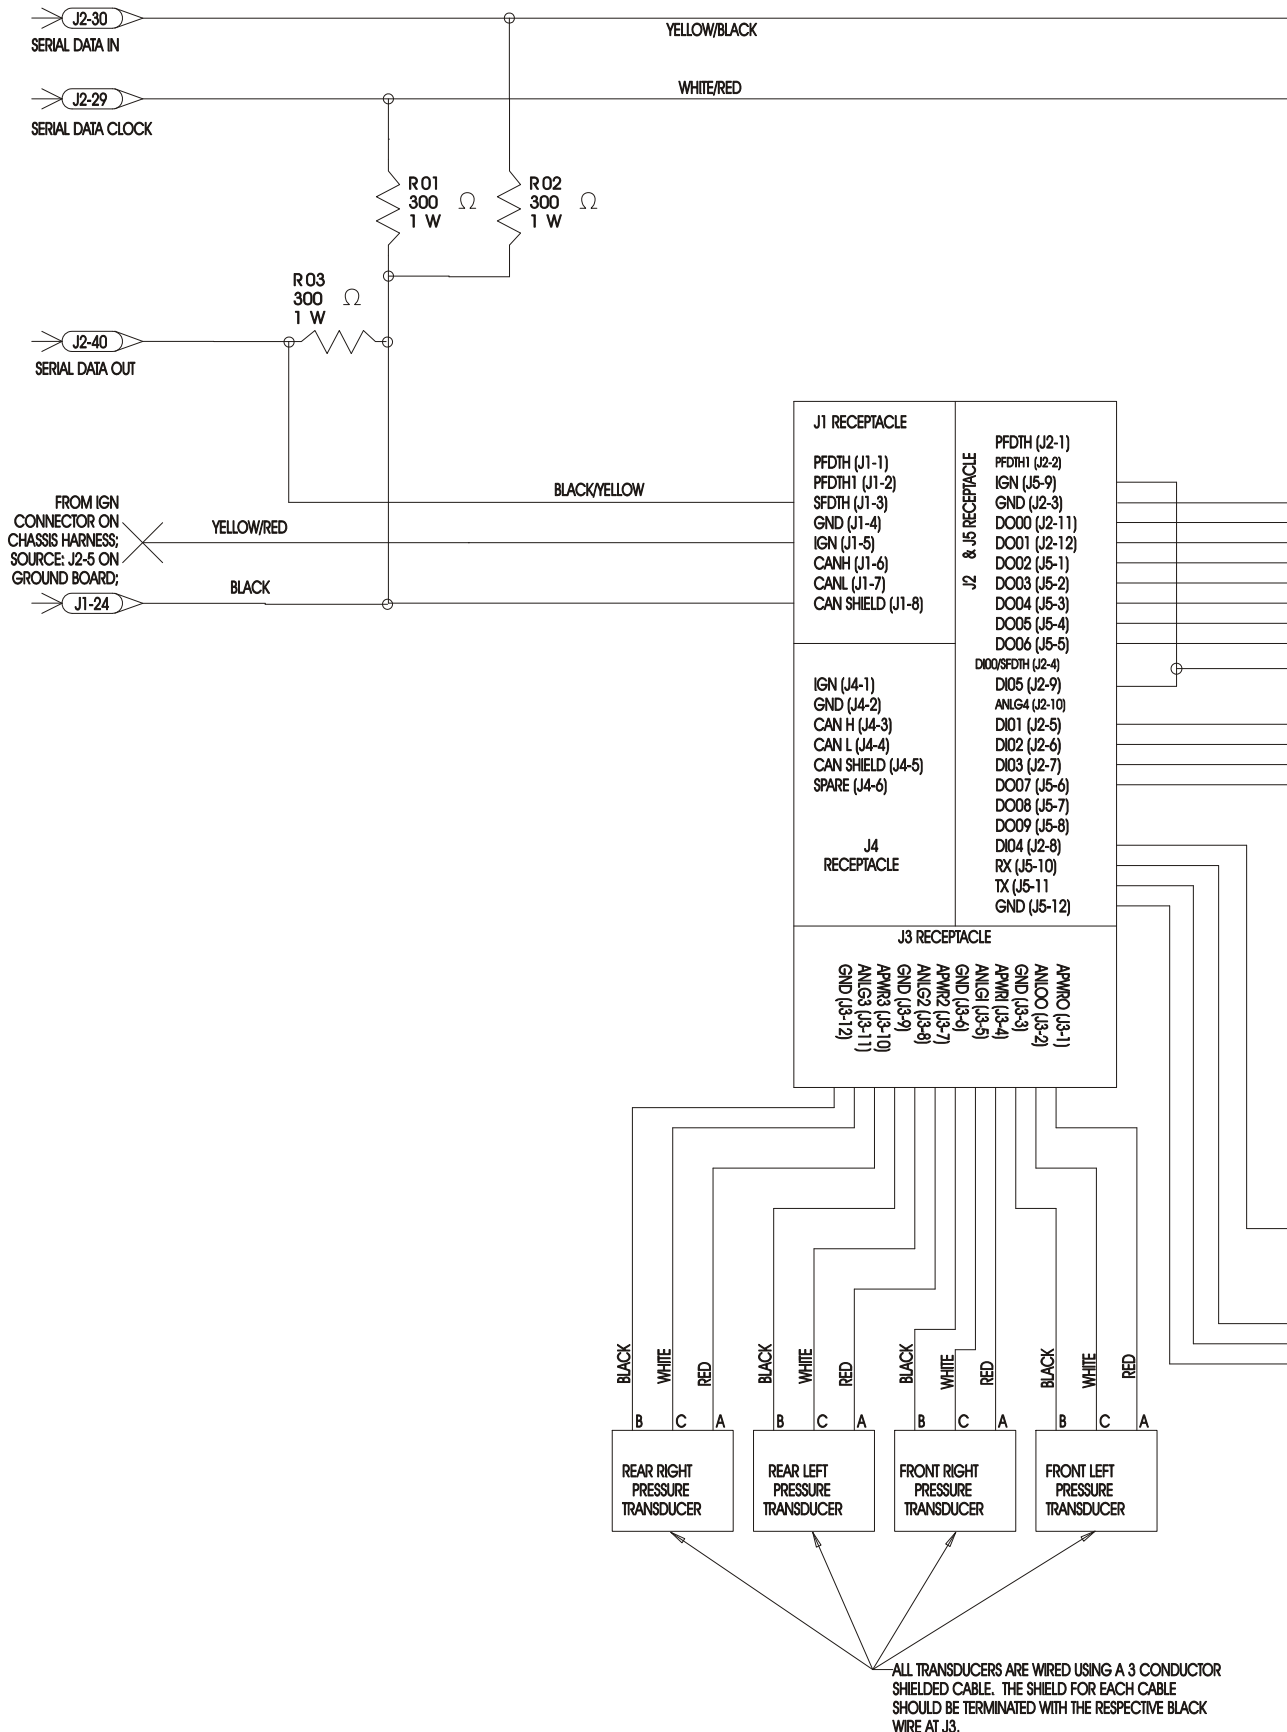 J2-30
SERIAL DATA IN
YELLOW/BLACK
J2-29
SERIAL DATA CLOCK
WHITE/RED
R01
300 Ω
1 W
R02
300 Ω
1 W
R03
300 Ω
1 W
J2-40
SERIAL DATA OUT
BLACK/YELLOW
FROM IGN
CONNECTOR ON
CHASSIS HARNESS;
SOURCE: J2-5 ON
GROUND BOARD;
YELLOW/RED
J1-24
BLACK
J1 RECEPTACLE
PFDTH (J1-1)
PFDTH1 (J1-2)
SFDTH (J1-3)
GND (J1-4)
IGN (J1-5)
CANH (J1-6)
CANL (J1-7)
CAN SHIELD (J1-8)
IGN (J4-1)
GND (J4-2)
CAN H (J4-3)
CAN L (J4-4)
CAN SHIELD (J4-5)
SPARE (J4-6)
J4
RECEPTACLE
J2 & J5 RECEPTACLE
PFDTH (J2-1)
PFDTH1 (J2-2)
IGN (J5-9)
GND (J2-3)
DO00 (J2-11)
DO01 (J2-12)
DO02 (J5-1)
DO03 (J5-2)
DO04 (J5-3)
DO05 (J5-4)
DO06 (J5-5)
DI00/SFDTH (J2-4)
DI05 (J2-9)
ANLG4 (J2-10)
DI01 (J2-5)
DI02 (J2-6)
DI03 (J2-7)
DO07 (J5-6)
DO08 (J5-7)
DO09 (J5-8)
DI04 (J2-8)
RX (J5-10)
TX (J5-11
GND (J5-12)
J3 RECEPTACLE
GND (J3-12)
ANLG3 (J3-11)
APWR3 (J3-10)
GND (J3-9)
ANLG2 (J3-8)
APWR2 (J3-7)
GND (J3-6)
ANLG1 (J3-5)
APWR1 (J3-4)
GND (J3-3)
ANLOO (J3-2)
APWRO (J3-1)
BLACK
WHITE
RED
BLACK
WHITE
RED
BLACK
WHITE
RED
BLACK
WHITE
RED
B C A
B C A
B C A
B C A
REAR RIGHT
PRESSURE
TRANSDUCER
REAR LEFT
PRESSURE
TRANSDUCER
FRONT RIGHT
PRESSURE
TRANSDUCER
FRONT LEFT
PRESSURE
TRANSDUCER
ALL TRANSDUCERS ARE WIRED USING A 3 CONDUCTOR
SHIELDED CABLE. THE SHIELD FOR EACH CABLE
SHOULD BE TERMINATED WITH THE RESPECTIVE BLACK
WIRE AT J3.